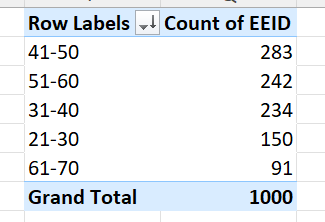 Row Labels Count of EEID
41-50 283
51-60 242
31-40 234
21-30 150
61-70 91
Grand Total 1000